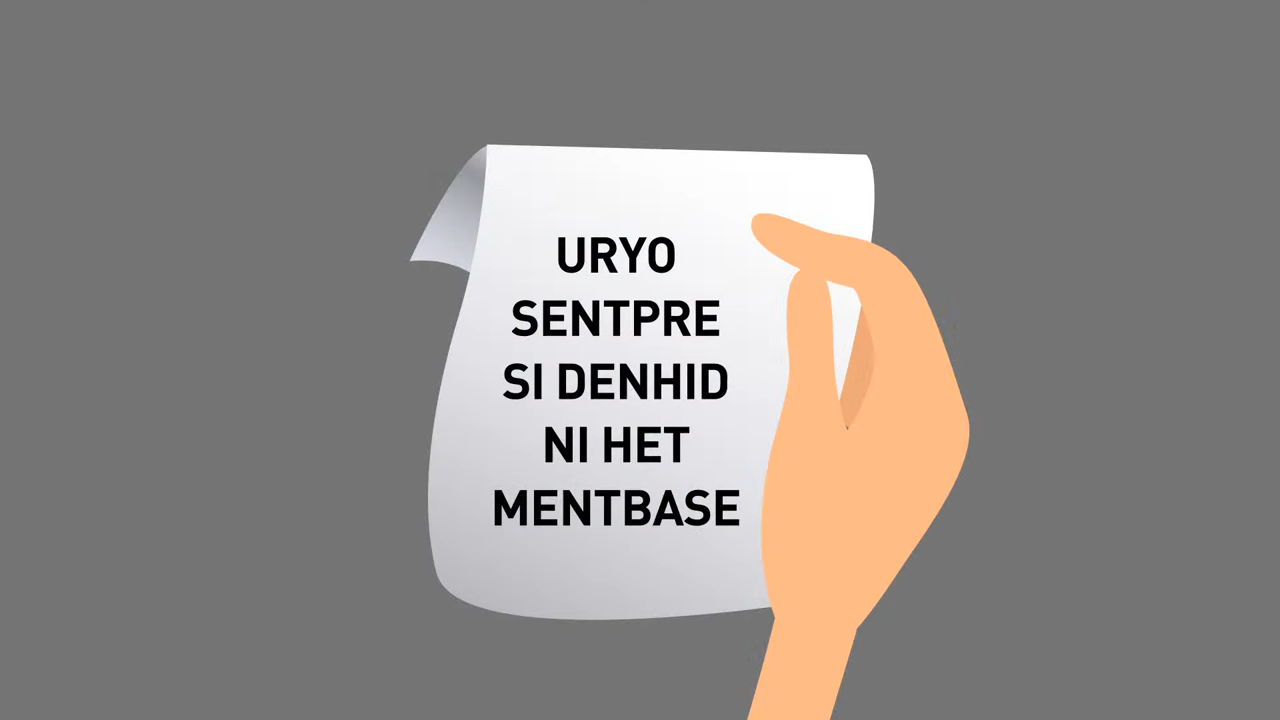 URYO
SENTPRE
SI DENHID
NI HET
MENTBASE